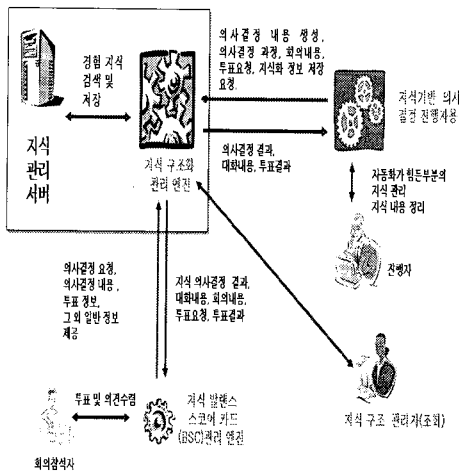 의사결정 내용 생성,
의사결정 과정, 회의내용,
투표요청, 지식화 정보 저장
요청.
경험 지식
검색 및
저장
지식기반 의사
결정 진행자용
지식
관리
서버
지식 구조화
관리 엔진
의사결정 결과,
대화내용, 투표결과
자동화가 힘든부분의
지식 관리
지식 내용 정리
진행자
의사결정 요청,
의사결정 내용,
투표 정보,
그 외 일반 정보
제공
지식 의사결정 결과,
대화내용, 회의내용,
투표요청, 투표결과
투표 및 의견수렴
지식 발랜스
스코어 카드
(BSC)관리 엔진
지식 구조 관리자(조회)
회의참석자